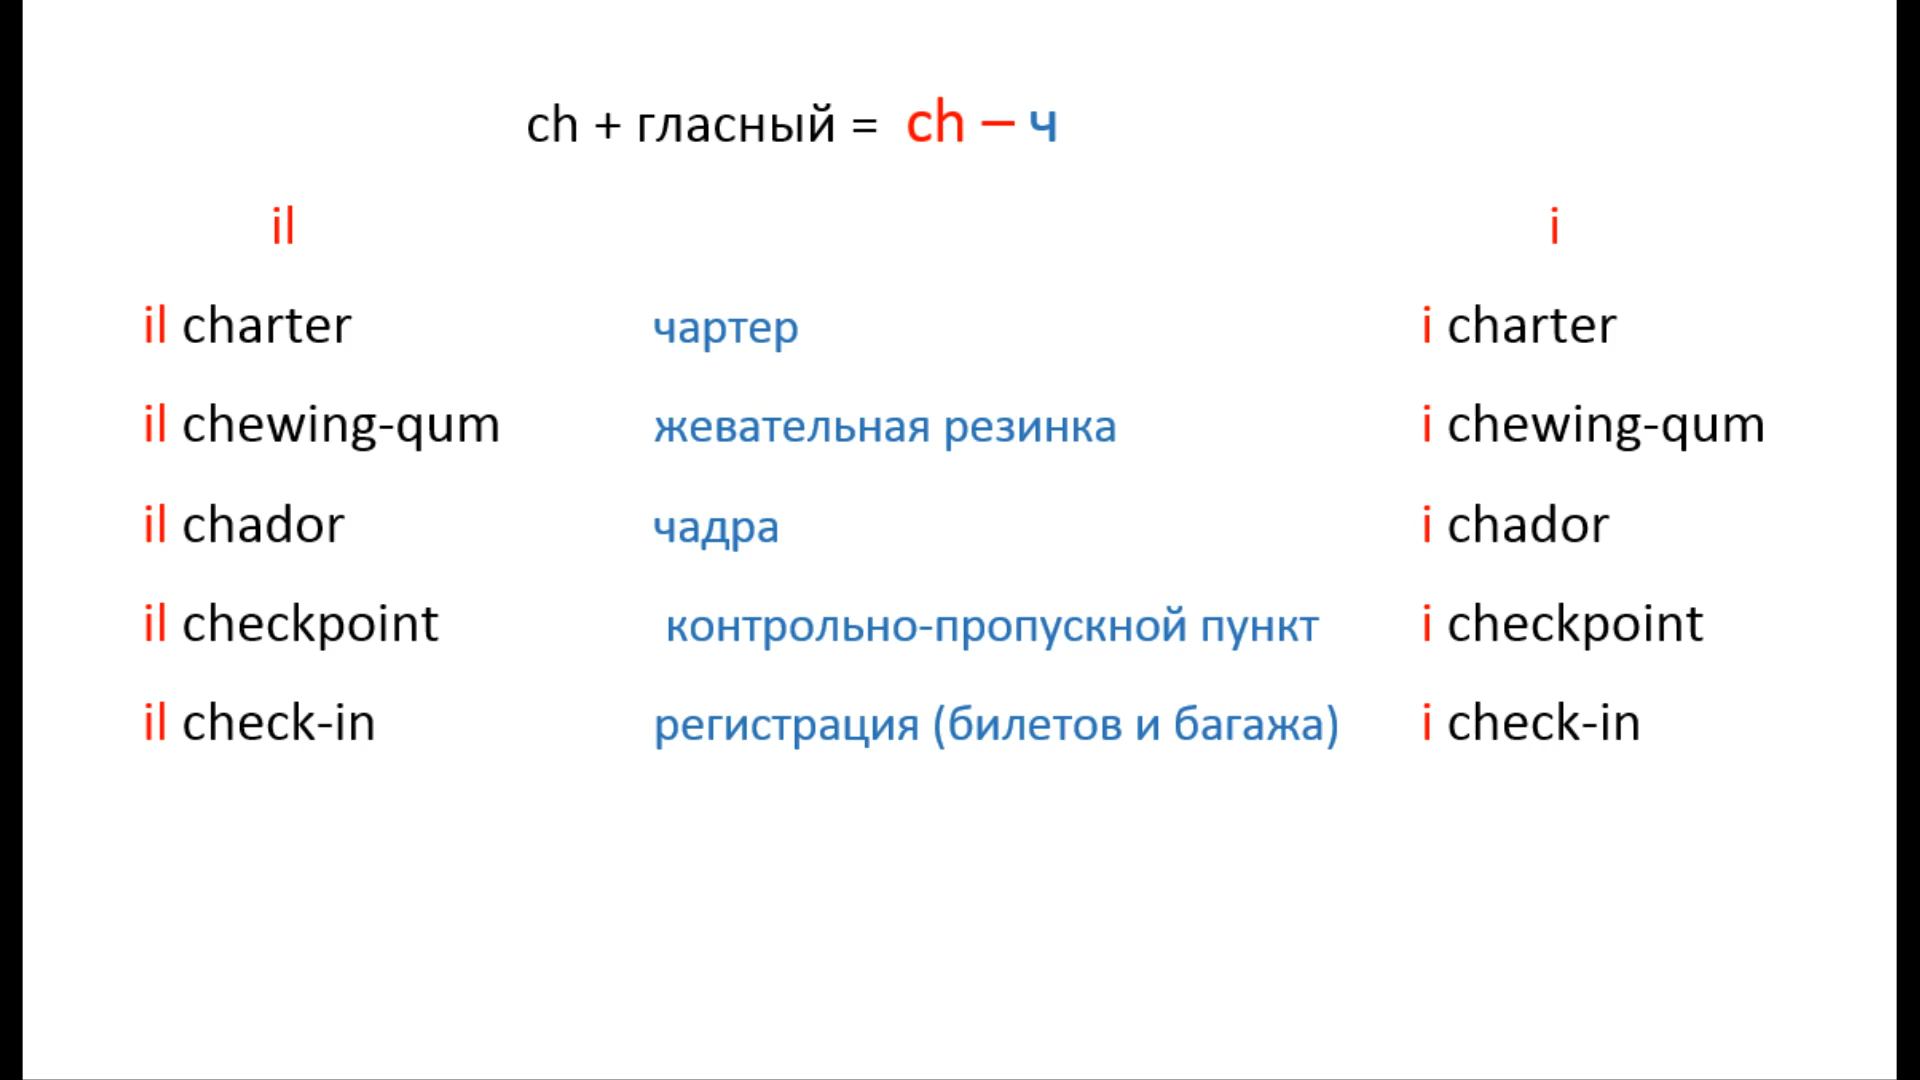 ch + гласный = ch – ч
il i
il charter чартер i charter
il chewing-qum жевательная резинка i chewing-qum
il chador чадра i chador
il checkpoint контрольно-пропускной пункт i checkpoint
il check-in регистрация (билетов и багажа) i check-in